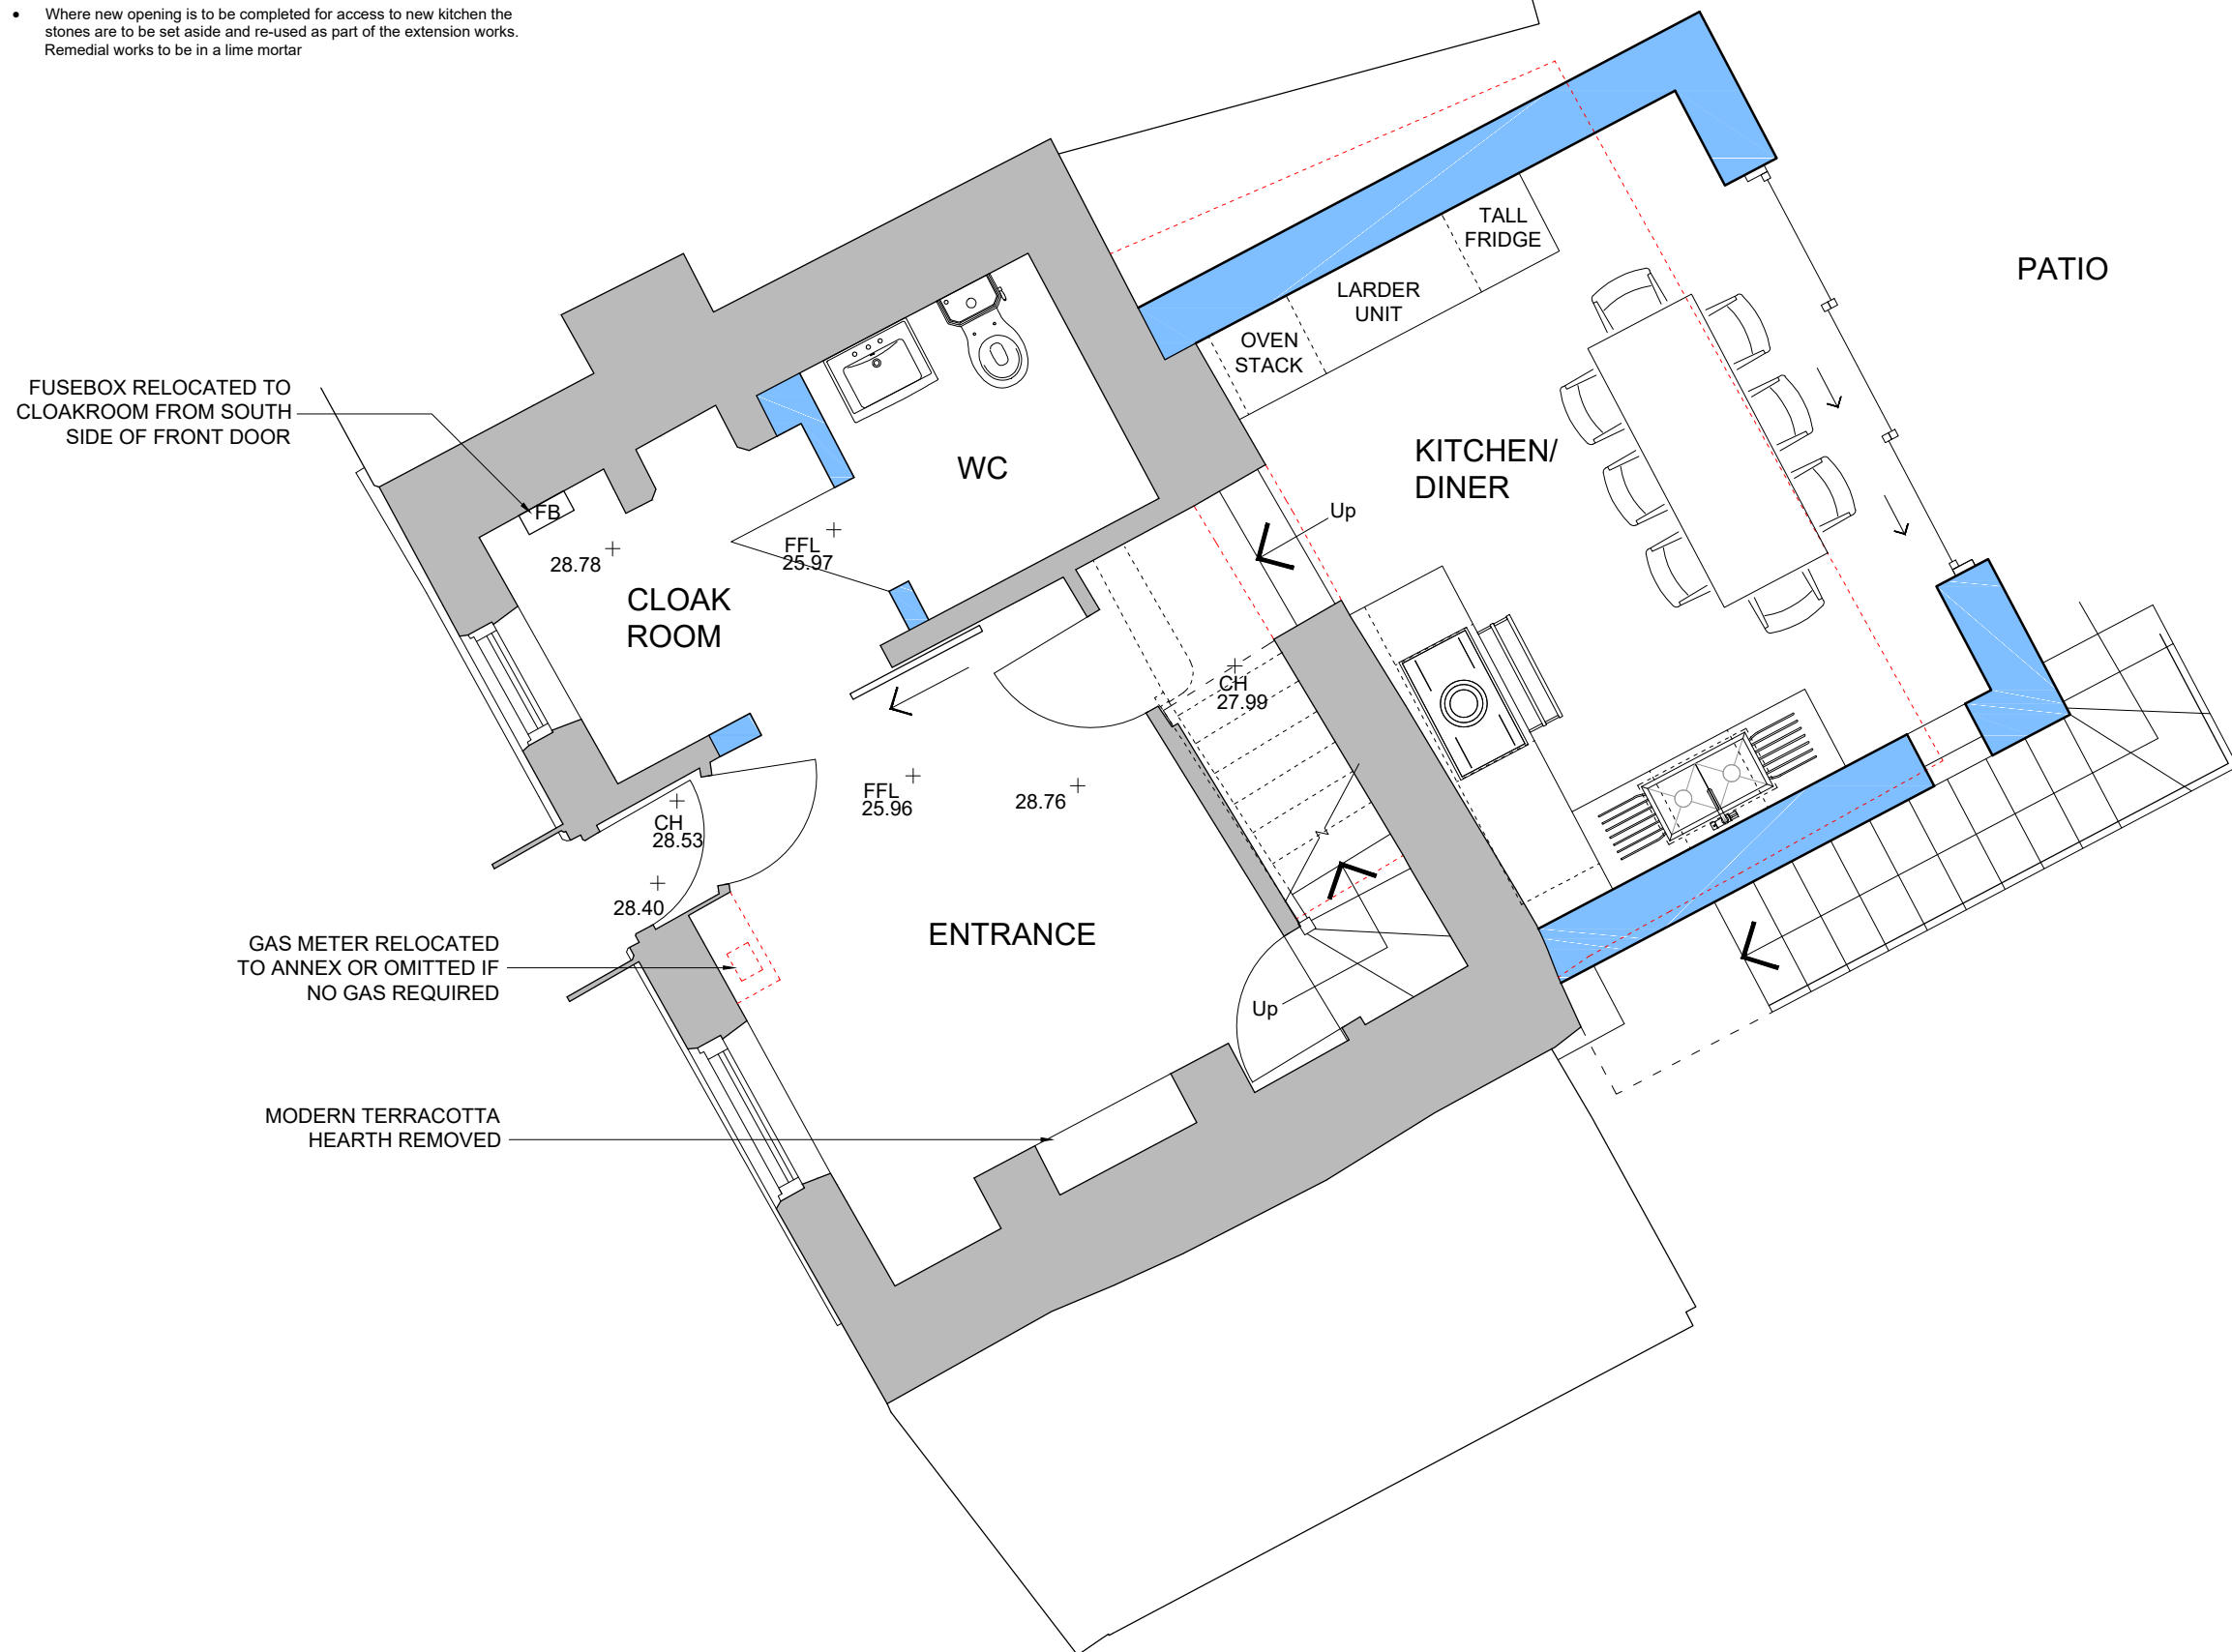 • Where new opening is to be completed for access to new kitchen the
stones are to be set aside and re-used as part of the extension works.
Remedial works to be in a lime mortar
TALL
FRIDGE
PATIO
LARDER
UNIT
OVEN
STACK
FUSEBOX RELOCATED TO
CLOAKROOM FROM SOUTH
SIDE OF FRONT DOOR
KITCHEN/
DINER
WC
FB
Up
FFL
25.97
28.78
CLOAK
ROOM
CH
27.99
FFL
25.96
28.76
CH
28.53
28.40
ENTRANCE
GAS METER RELOCATED
TO ANNEX OR OMITTED IF
NO GAS REQUIRED
Up
MODERN TERRACOTTA
HEARTH REMOVED